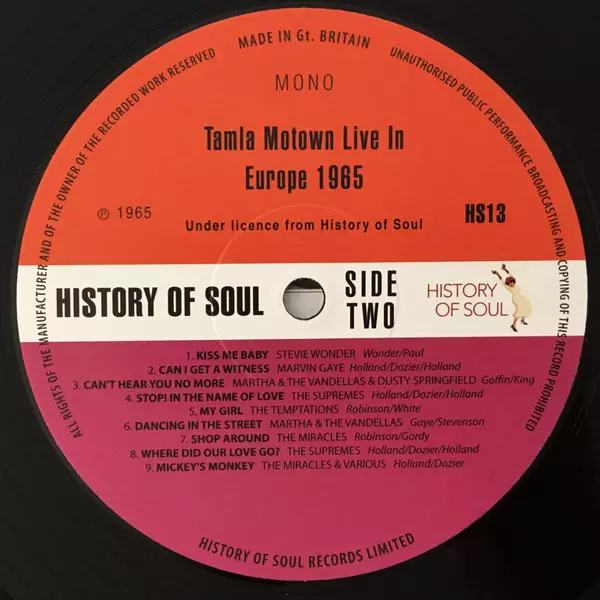 MADE IN Gt. BRITAIN
UNAUTHORISED PUBLIC PERFORMANCE BROADCASTING AND COPYING OF THIS RECORD PROHIBITED
ALL RIGHTS OF THE MANUFACTURER AND OF THE OWNER OF THE RECORDED WORK RESERVED
MONO
Tamla Motown Live In
Europe 1965
℗ 1965
Under licence from History of Soul
HS13
HISTORY OF SOUL
SIDE
TWO
HISTORY
OF SOUL
1. KISS ME BABY STEVIE WONDER Wonder/Paul
2. CAN I GET A WITNESS MARVIN GAYE Holland/Dozier/Holland
3. CAN'T HEAR YOU NO MORE MARTHA & THE VANDELLAS & DUSTY SPRINGFIELD Goffin/King
4. STOP! IN THE NAME OF LOVE THE SUPREMES Holland/Dozier/Holland
5. MY GIRL THE TEMPTATIONS Robinson/White
6. DANCING IN THE STREET MARTHA & THE VANDELLAS Gaye/Stevenson
7. SHOP AROUND THE MIRACLES Robinson/Gordy
8. WHERE DID OUR LOVE GO? THE SUPREMES Holland/Dozier/Holland
9. MICKEY'S MONKEY THE MIRACLES & VARIOUS Holland/Dozier
HISTORY OF SOUL RECORDS LIMITED